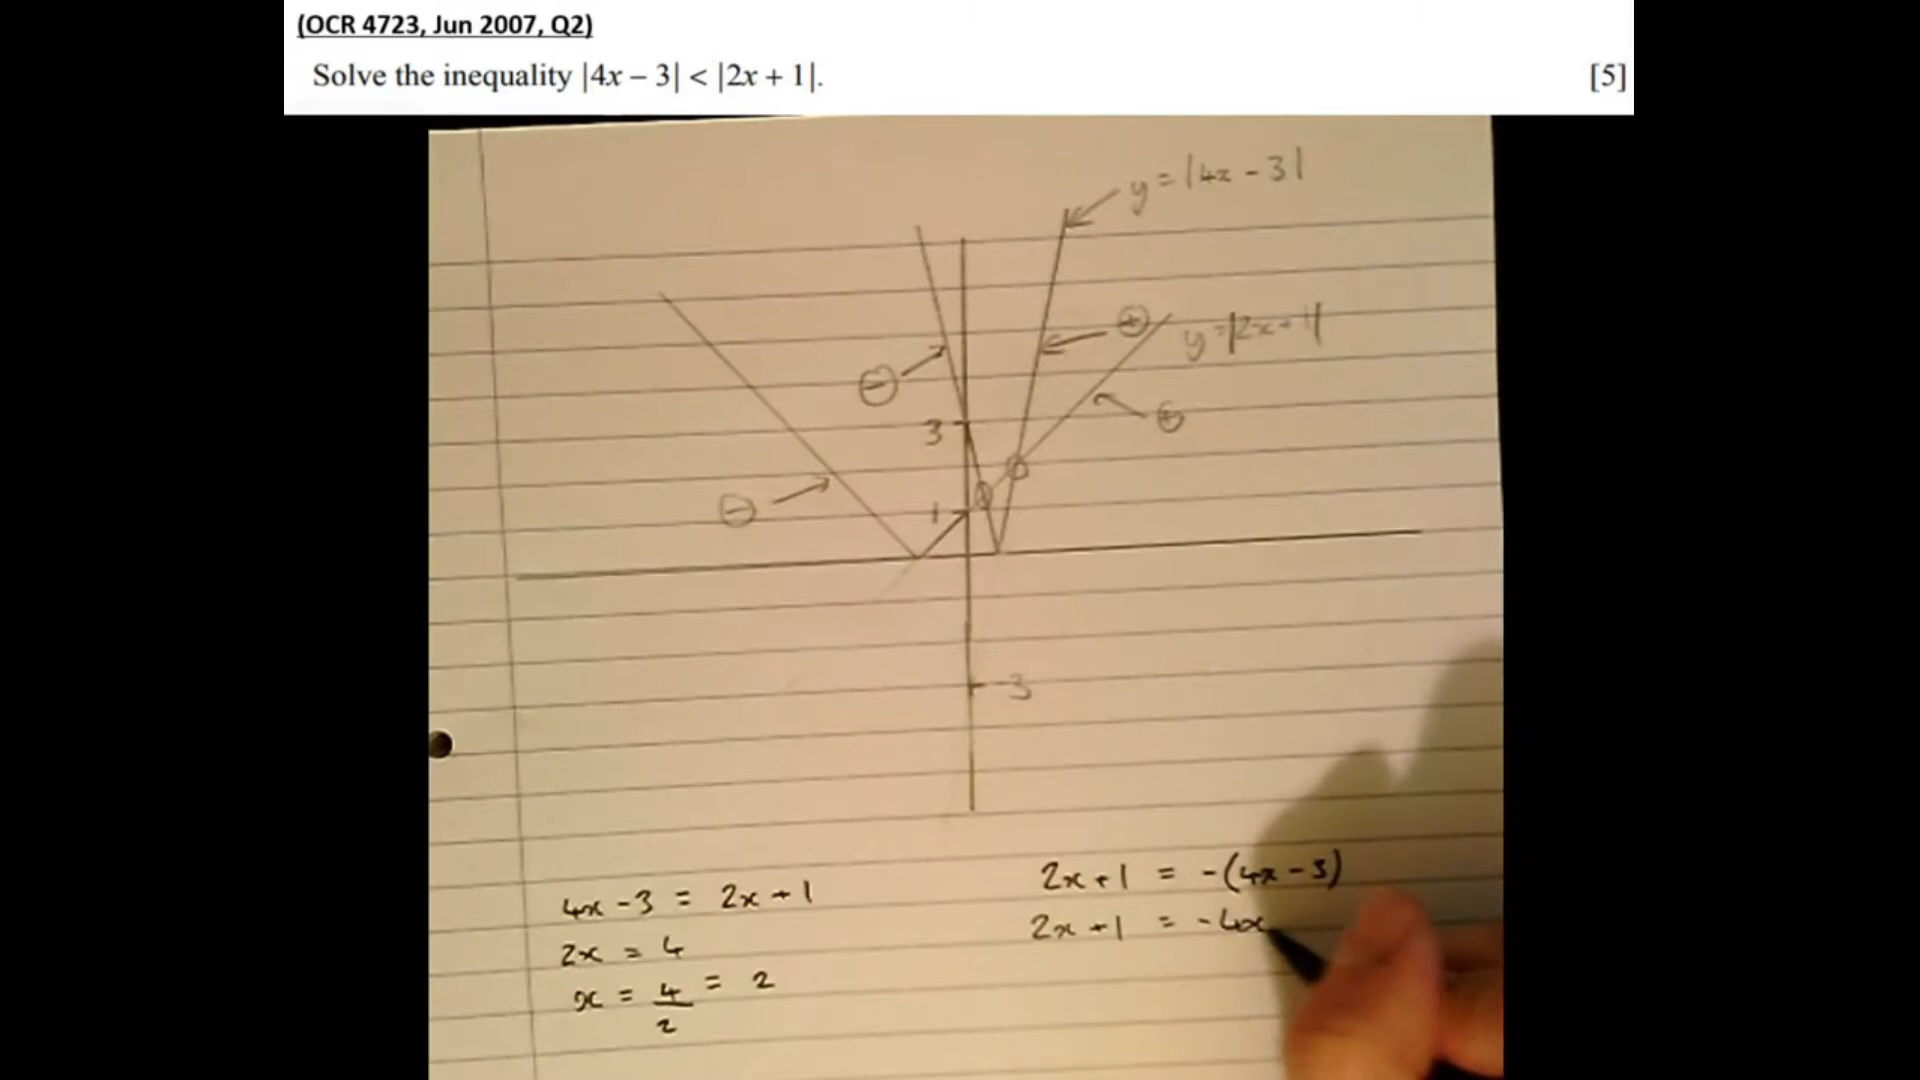 (OCR 4723, Jun 2007, Q2)
Solve the inequality |4x − 3| < |2x + 1|. [5]
y = |4x - 3|
+
y = |2x + 1|
-
3
+
-
1
-3
4x - 3 = 2x + 1
2x = 4
x = 4/2 = 2
2x + 1 = -(4x - 3)
2x + 1 = -4x